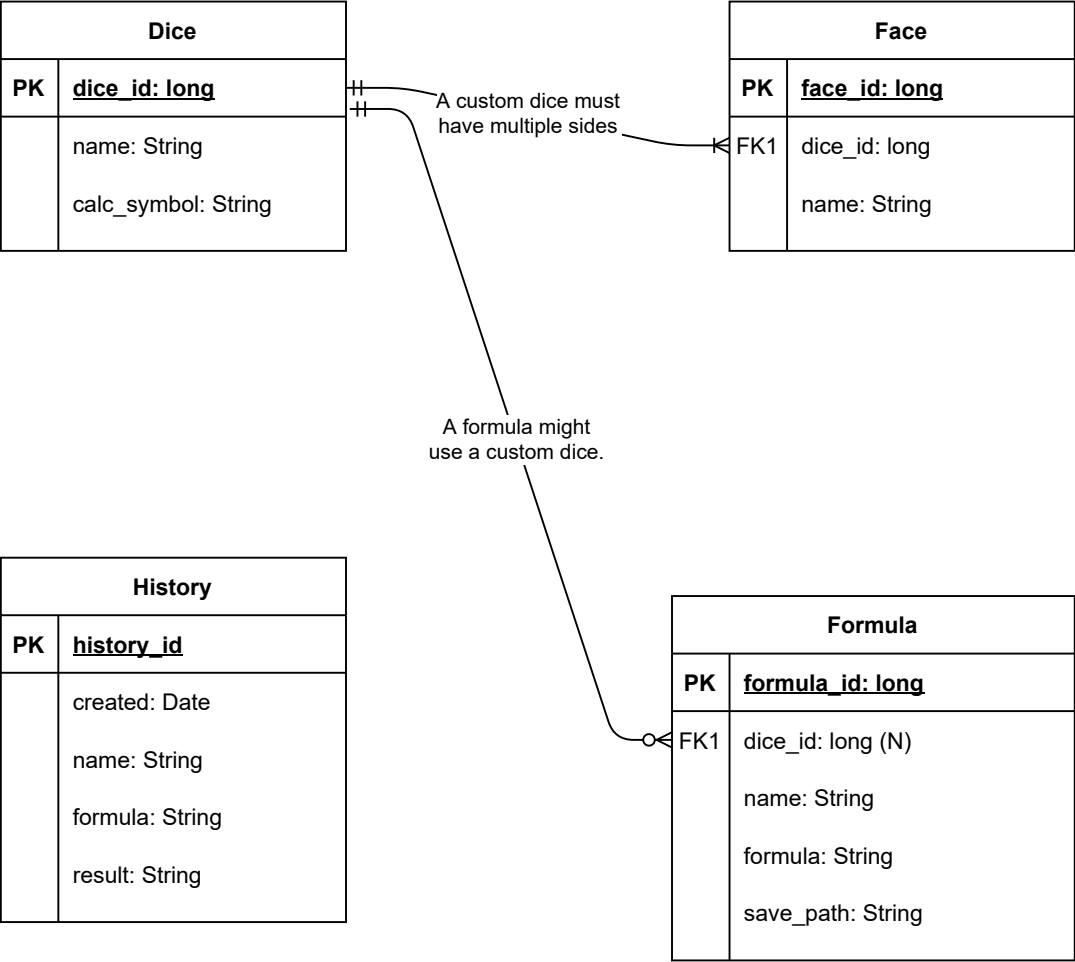 Dice
PK dice_id: long
name: String
calc_symbol: String
Face
PK face_id: long
FK1 dice_id: long
name: String
A custom dice must
have multiple sides
A formula might
use a custom dice.
History
PK history_id
created: Date
name: String
formula: String
result: String
Formula
PK formula_id: long
FK1 dice_id: long (N)
name: String
formula: String
save_path: String